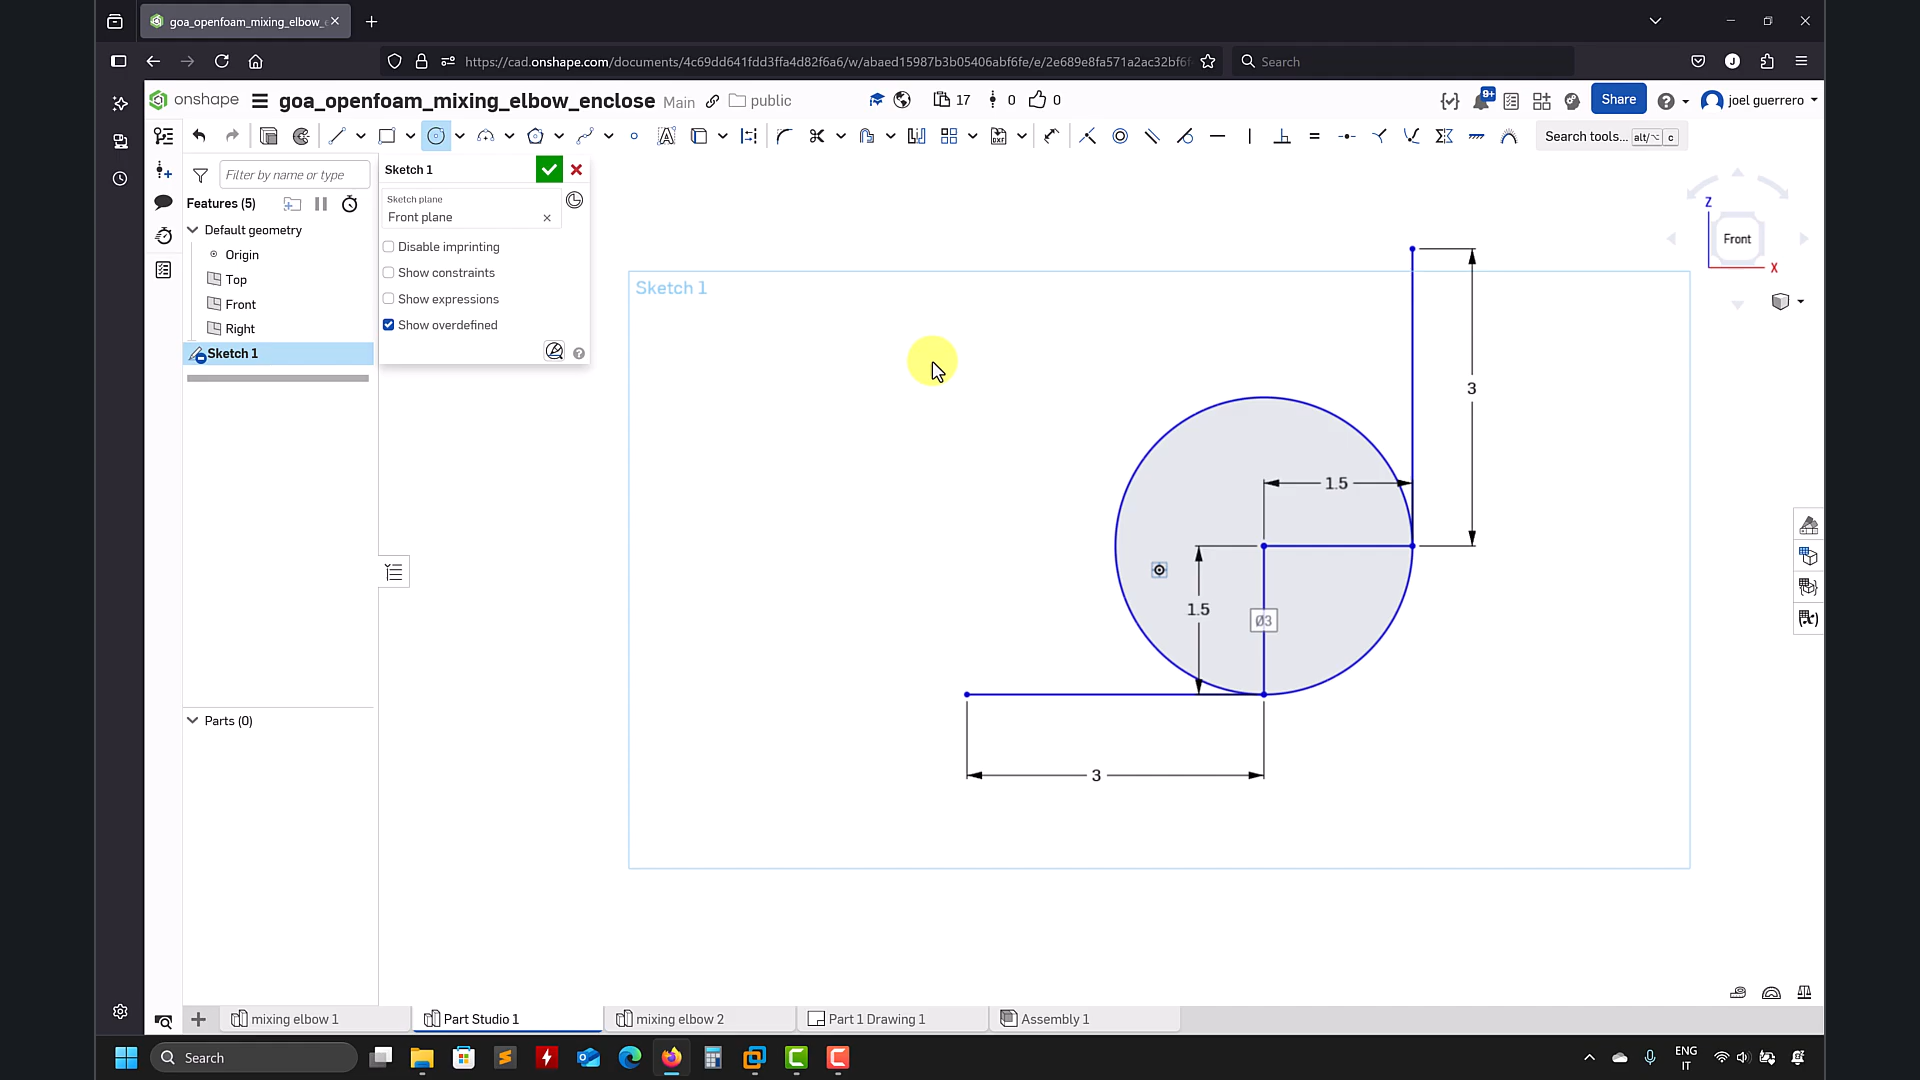 goa_openfoam_mixing_elbow_
https://cad.onshape.com/documents/4c69dd641fdd3ffa4d82f6a6/w/abaed15987b3b05406abf6fe/e/2e689e8fa571a2ac32bf6f
Search
onshape
goa_openfoam_mixing_elbow_enclose
Main
public
17
0
0
9+
Share
joel guerrero
Search tools...
alt/⌥
c
Filter by name or type
Features (5)
Default geometry
Origin
Top
Front
Right
Sketch 1
Parts (0)
Sketch 1
Sketch plane
Front plane
Disable imprinting
Show constraints
Show expressions
Show overdefined
Sketch 1
3
1.5
1.5
Ø3
3
Z
Front
X
mixing elbow 1
Part Studio 1
mixing elbow 2
Part 1 Drawing 1
Assembly 1
Search
ENG
IT